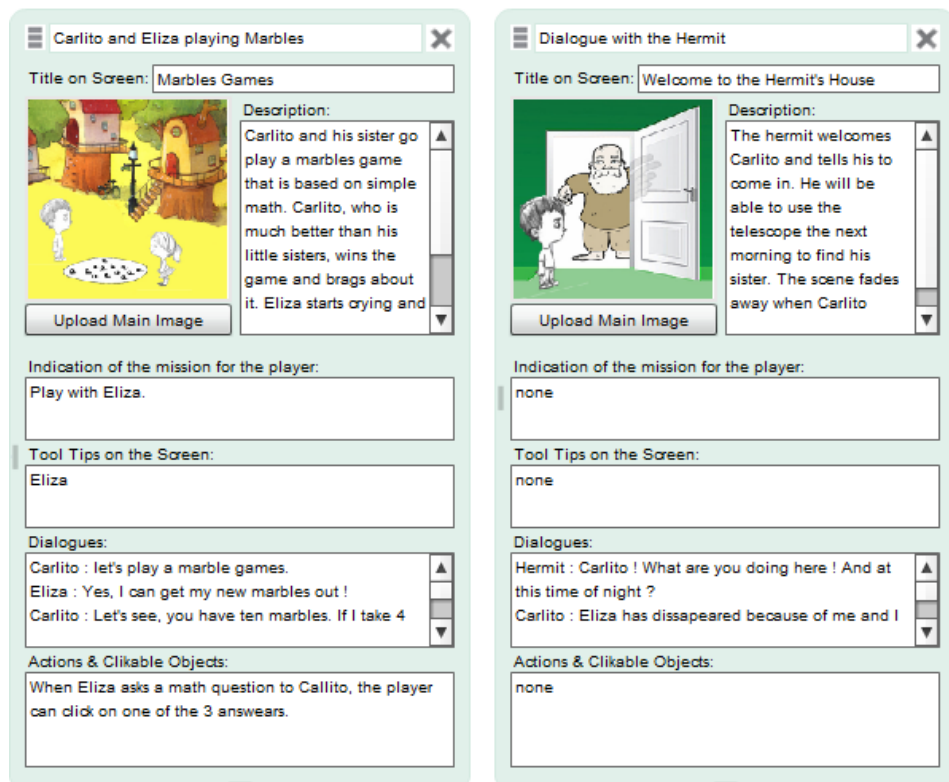 Carlito and Eliza playing Marbles
Title on Screen: Marbles Games
Description:
Carlito and his sister go
play a marbles game
that is based on simple
math. Carlito, who is
much better than his
little sisters, wins the
game and brags about
it. Eliza starts crying and
Upload Main Image
Indication of the mission for the player:
Play with Eliza.
Tool Tips on the Screen:
Eliza
Dialogues:
Carlito : let's play a marble games.
Eliza : Yes, I can get my new marbles out !
Carlito : Let's see, you have ten marbles. If I take 4
Actions & Clikable Objects:
When Eliza asks a math question to Callito, the player
can click on one of the 3 answears.
Dialogue with the Hermit
Title on Screen: Welcome to the Hermit's House
Description:
The hermit welcomes
Carlito and tells his to
come in. He will be
able to use the
telescope the next
morning to find his
sister. The scene fades
away when Carlito
Upload Main Image
Indication of the mission for the player:
none
Tool Tips on the Screen:
none
Dialogues:
Hermit : Carlito ! What are you doing here ! And at
this time of night ?
Carlito : Eliza has dissapeared because of me and I
Actions & Clikable Objects:
none